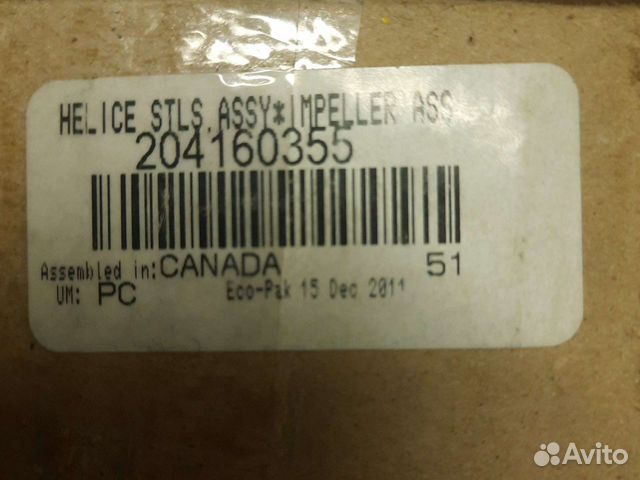 HELICE STLS.ASSY*IMPELLER ASS
204160355
Assembled in: CANADA 51
UM: PC Eco-Pak 15 Dec 2011
Avito